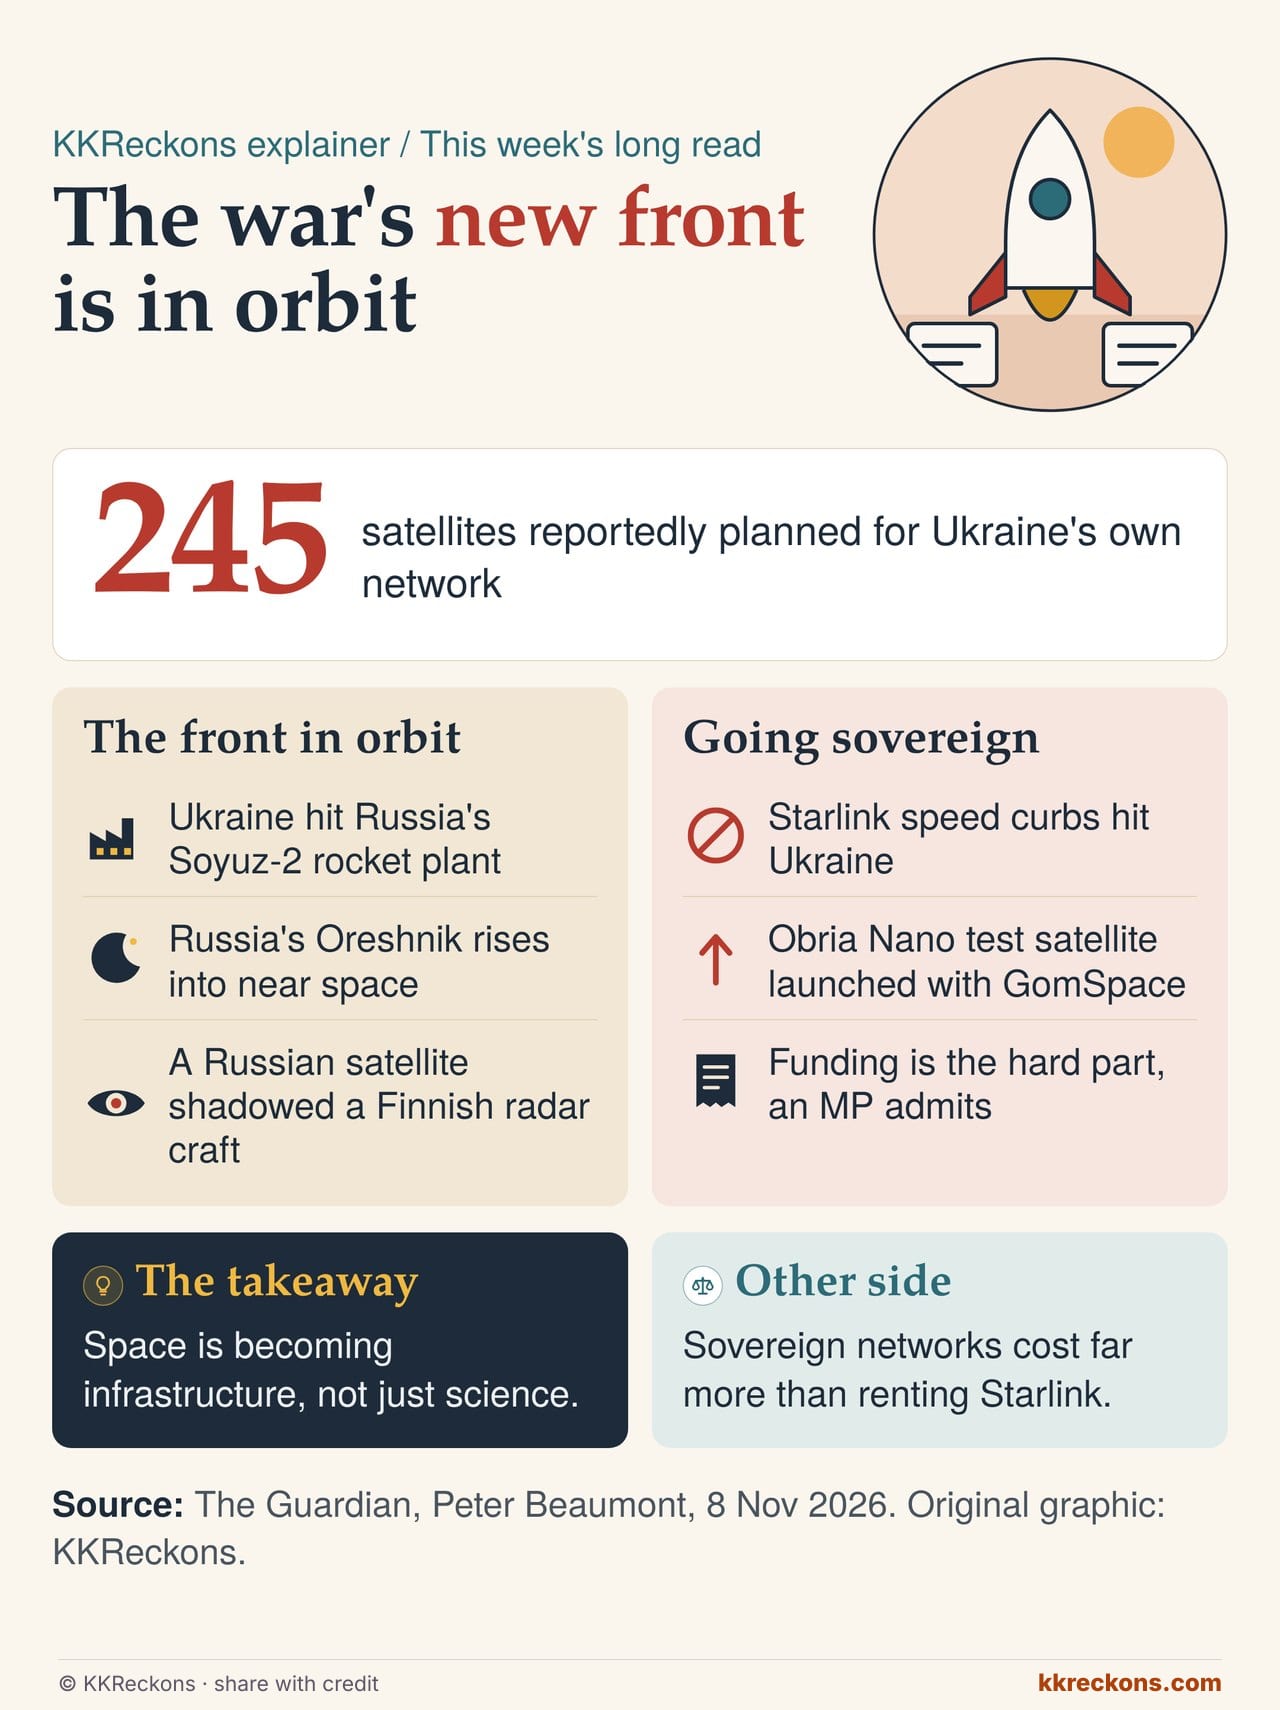 KKReckons explainer / This week's long read
The war's new front
is in orbit
245
satellites reportedly planned for Ukraine's own
network
The front in orbit
Ukraine hit Russia's
Soyuz-2 rocket plant
Russia's Oreshnik rises
into near space
A Russian satellite
shadowed a Finnish radar
craft
Going sovereign
Starlink speed curbs hit
Ukraine
Obria Nano test satellite
launched with GomSpace
Funding is the hard part,
an MP admits
The takeaway
Space is becoming
infrastructure, not just science.
Other side
Sovereign networks cost far
more than renting Starlink.
Source: The Guardian, Peter Beaumont, 8 Nov 2026. Original graphic:
KKReckons.
© KKReckons · share with credit
kkreckons.com